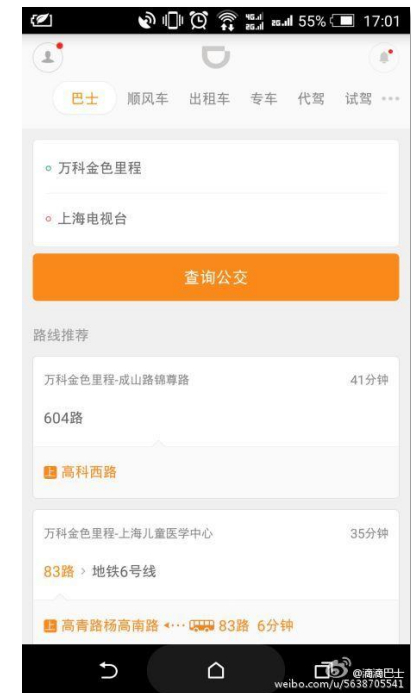 4G 2G 2G 55% 17:01
巴士 顺风车 出租车 专车 代驾 试驾
万科金色里程
上海电视台
查询公交
路线推荐
万科金色里程-成山路锦尊路 41分钟
604路
上 高科西路
万科金色里程-上海儿童医学中心 35分钟
83路 > 地铁6号线
上 高青路杨高南路 83路 6分钟
@滴滴巴士
weibo.com/u/5638705541